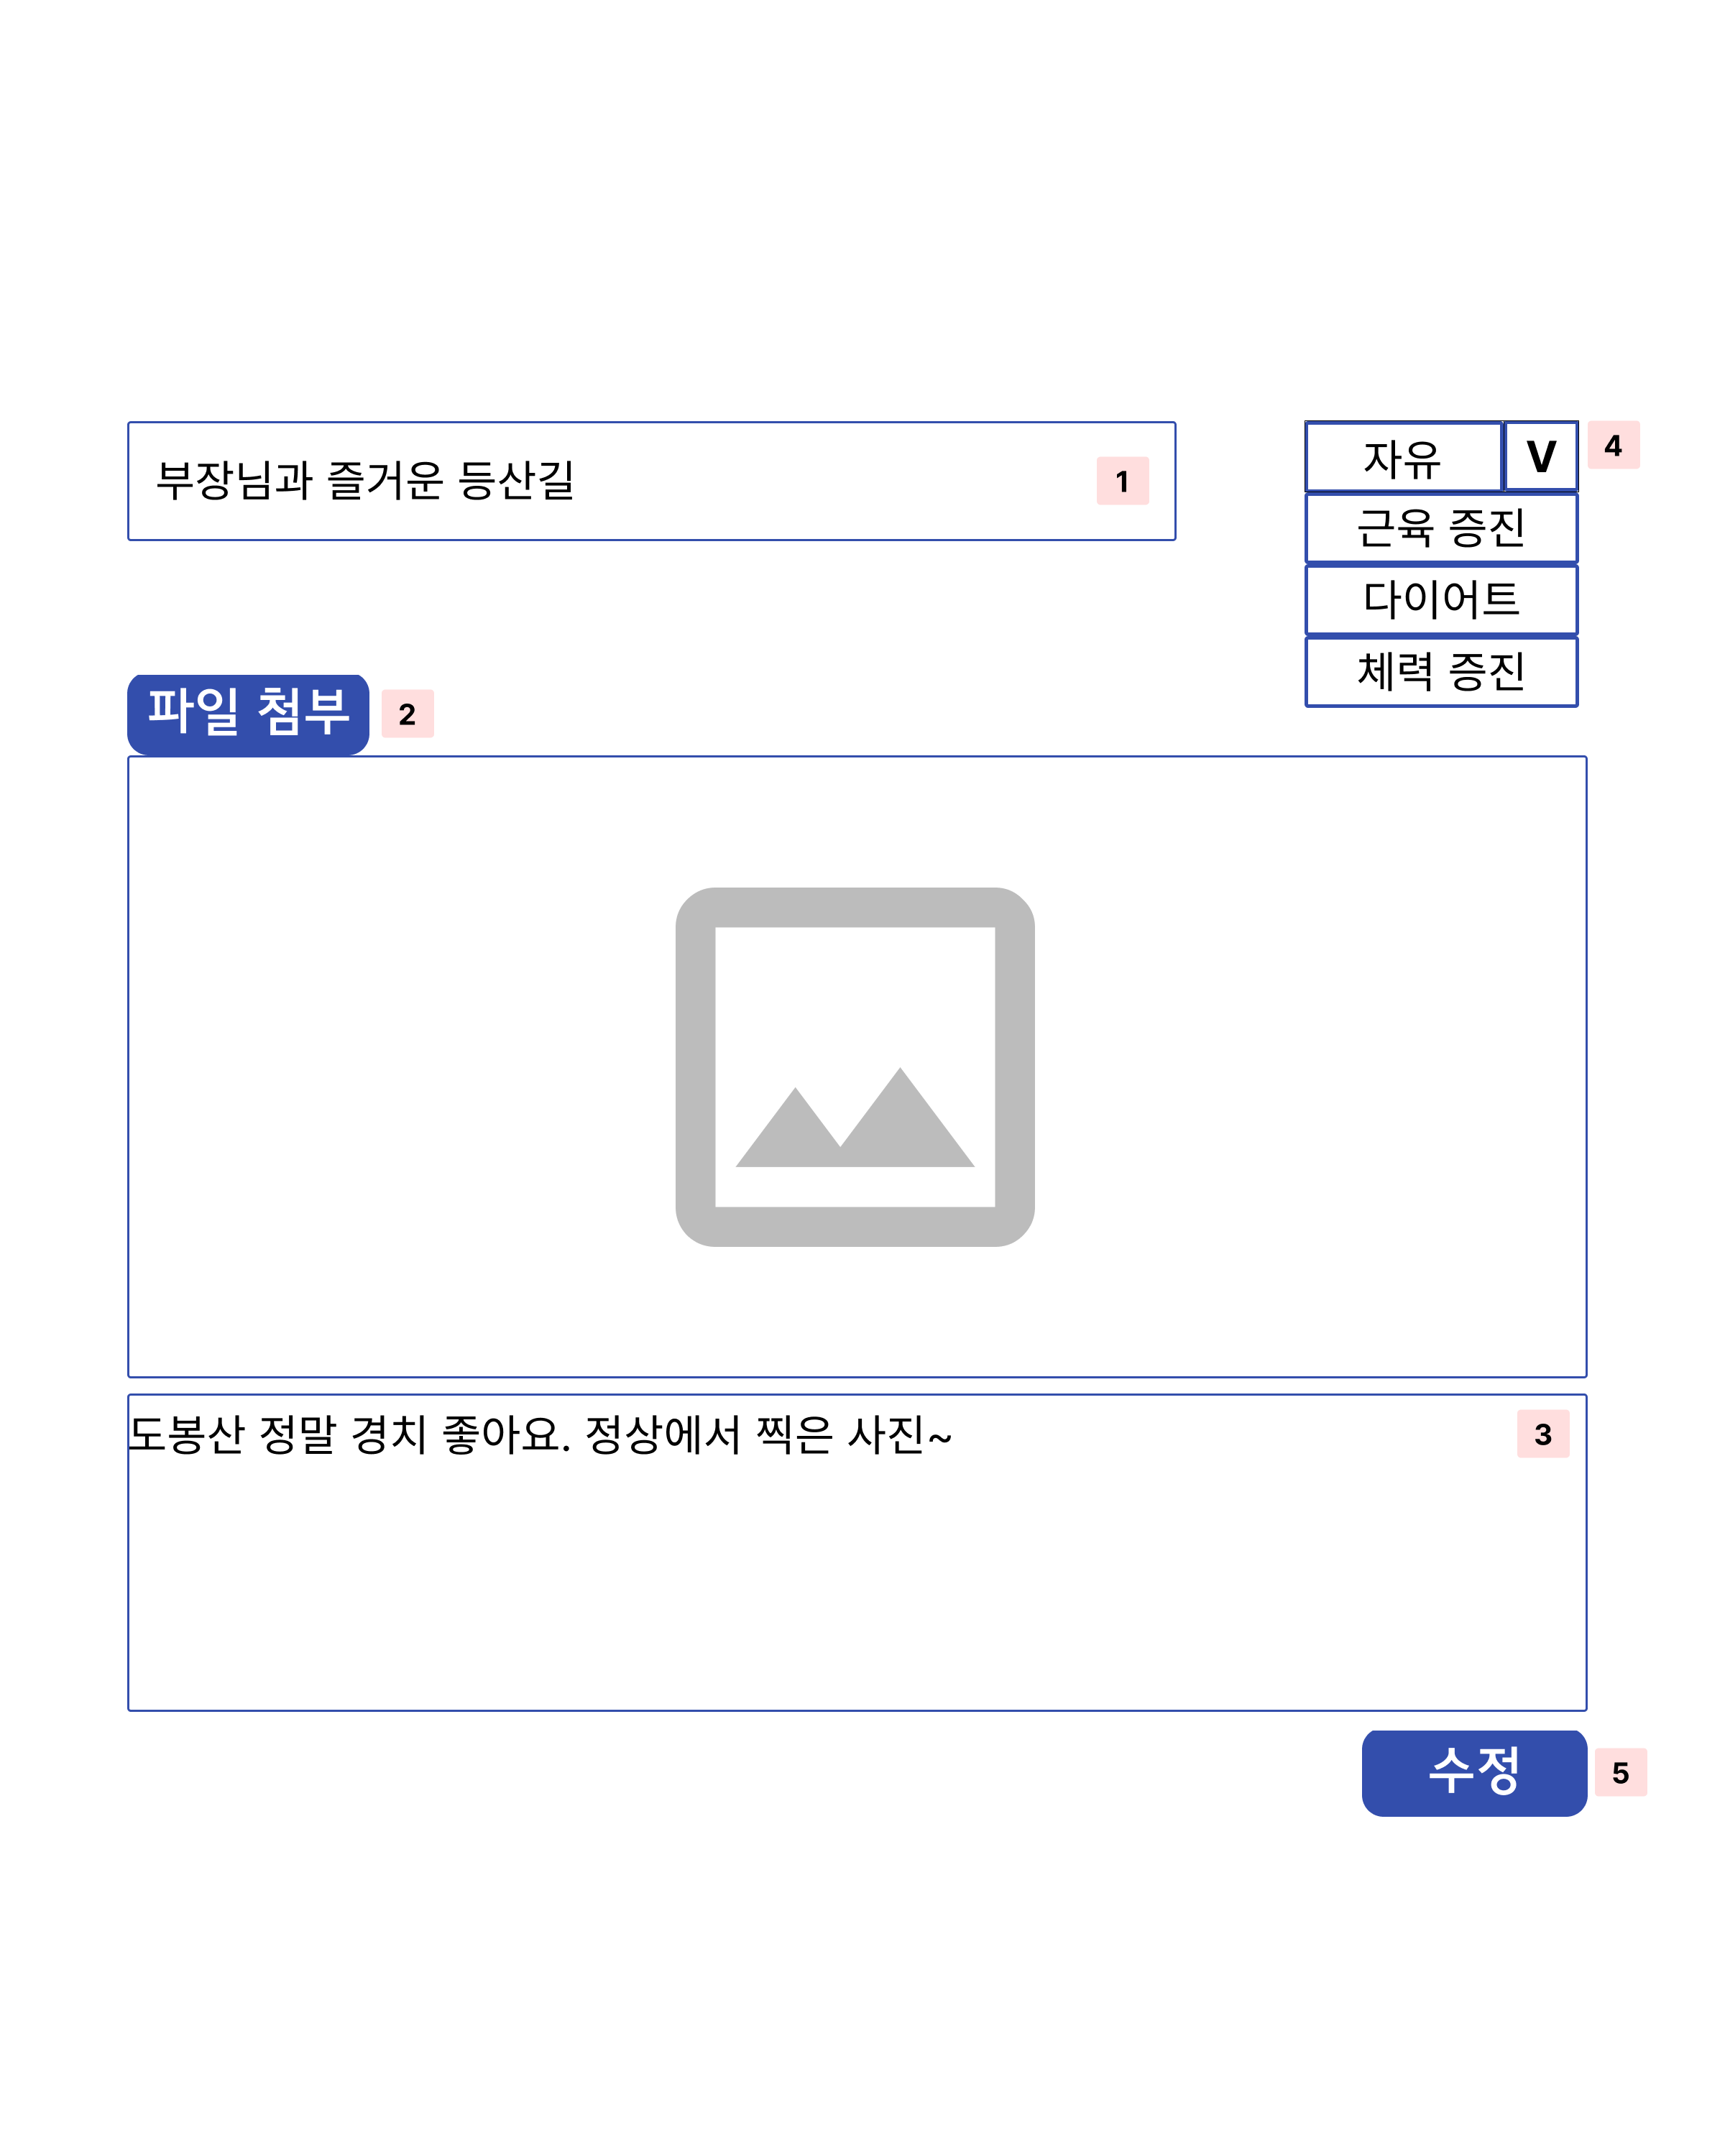 부장님과 즐거운 등산길
1
자유
V
4
근육 증진
다이어트
체력 증진
파일 첨부
2
도봉산 정말 경치 좋아요. 정상에서 찍은 사진~
3
수정
5